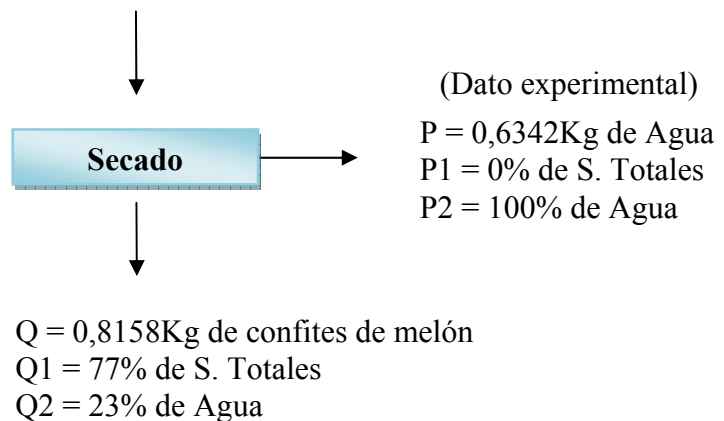 (Dato experimental)
Secado
P = 0,6342Kg de Agua
P1 = 0% de S. Totales
P2 = 100% de Agua
Q = 0,8158Kg de confites de melón
Q1 = 77% de S. Totales
Q2 = 23% de Agua